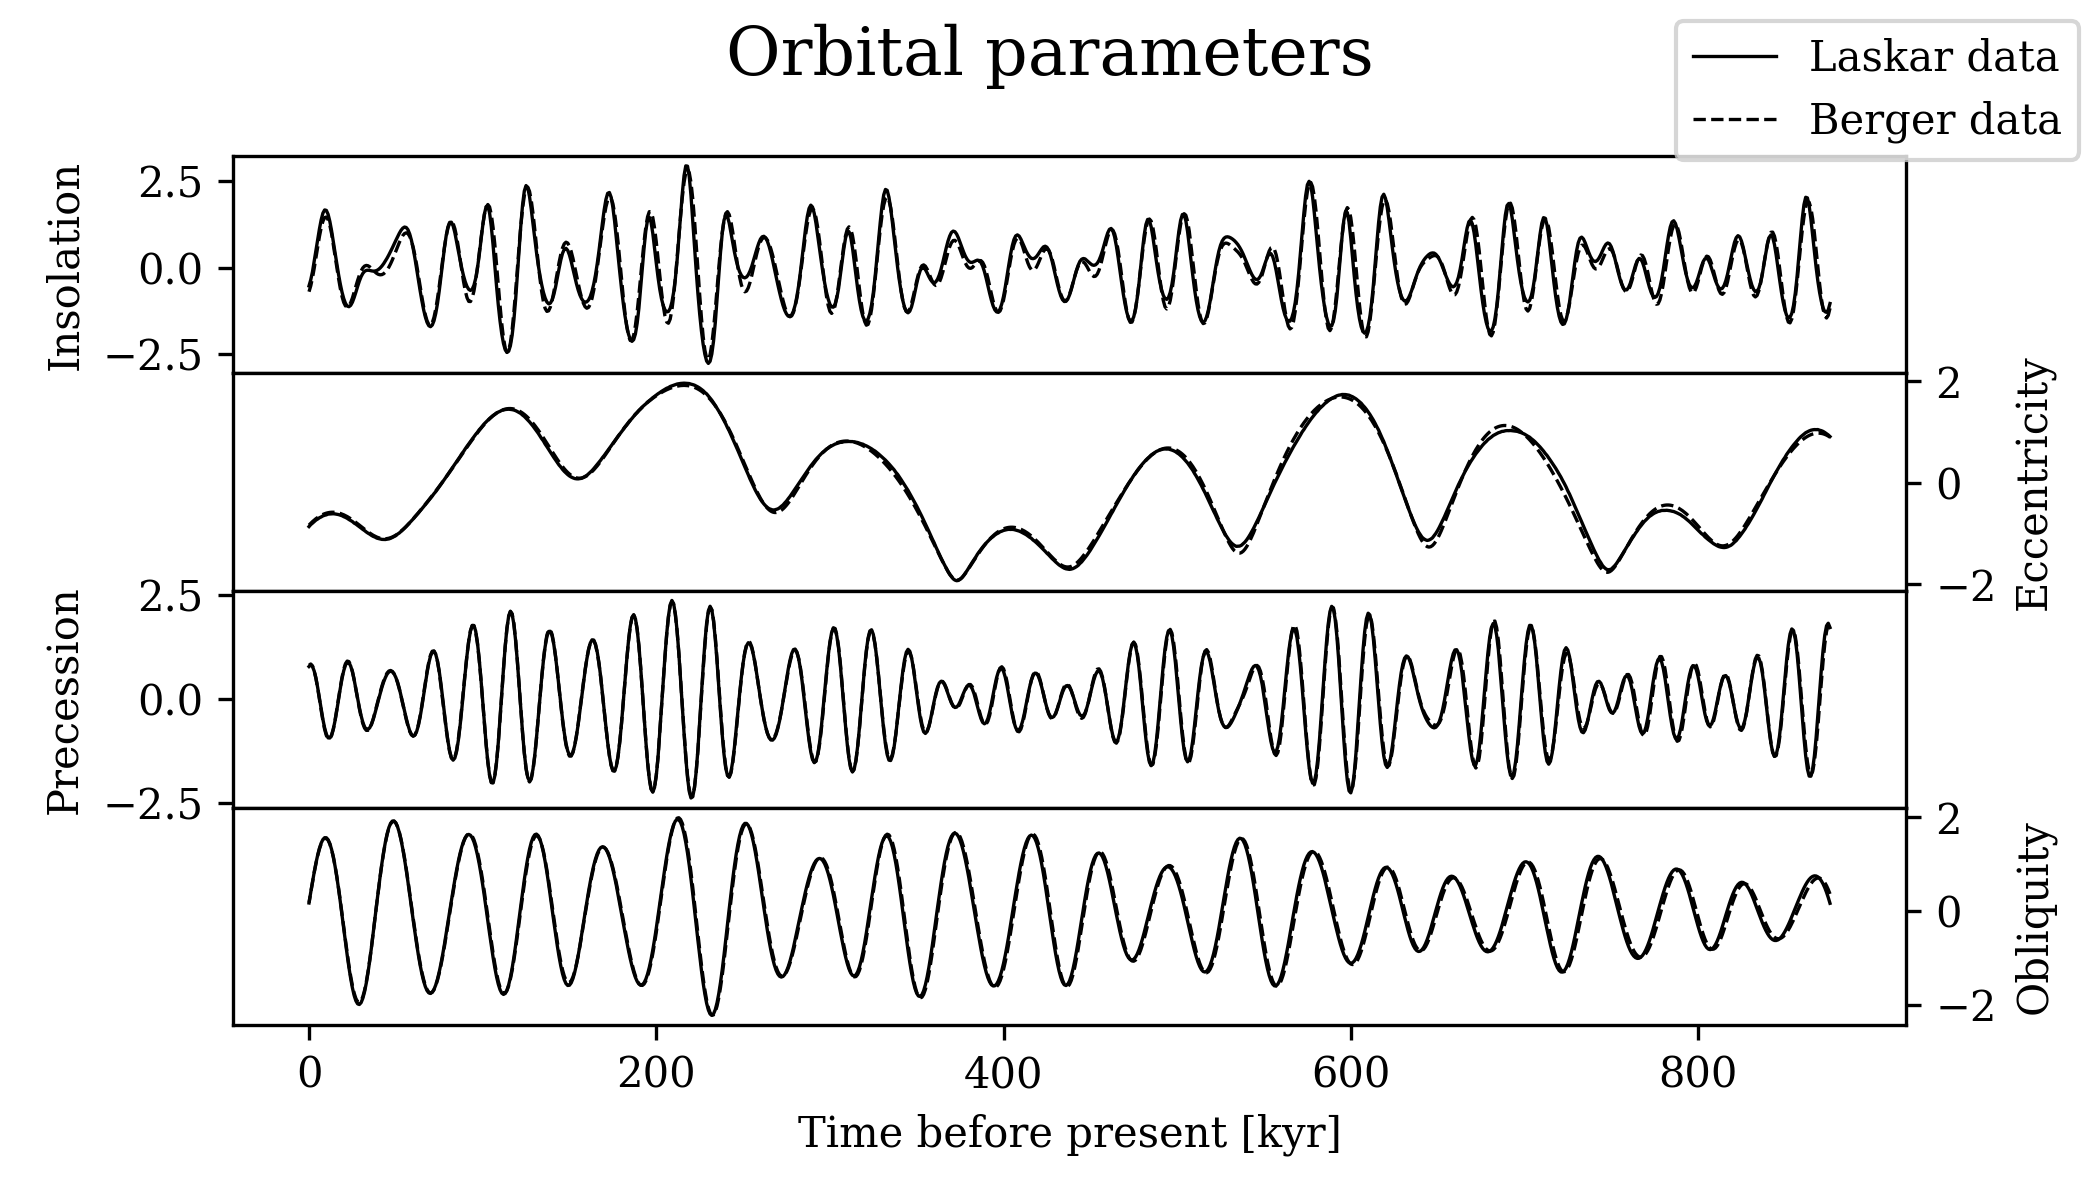 Orbital parameters
Laskar data
Berger data
Insolation
2.5
0.0
−2.5
Eccentricity
2
0
−2
Precession
2.5
0.0
−2.5
Obliquity
2
0
−2
0 200 400 600 800
Time before present [kyr]